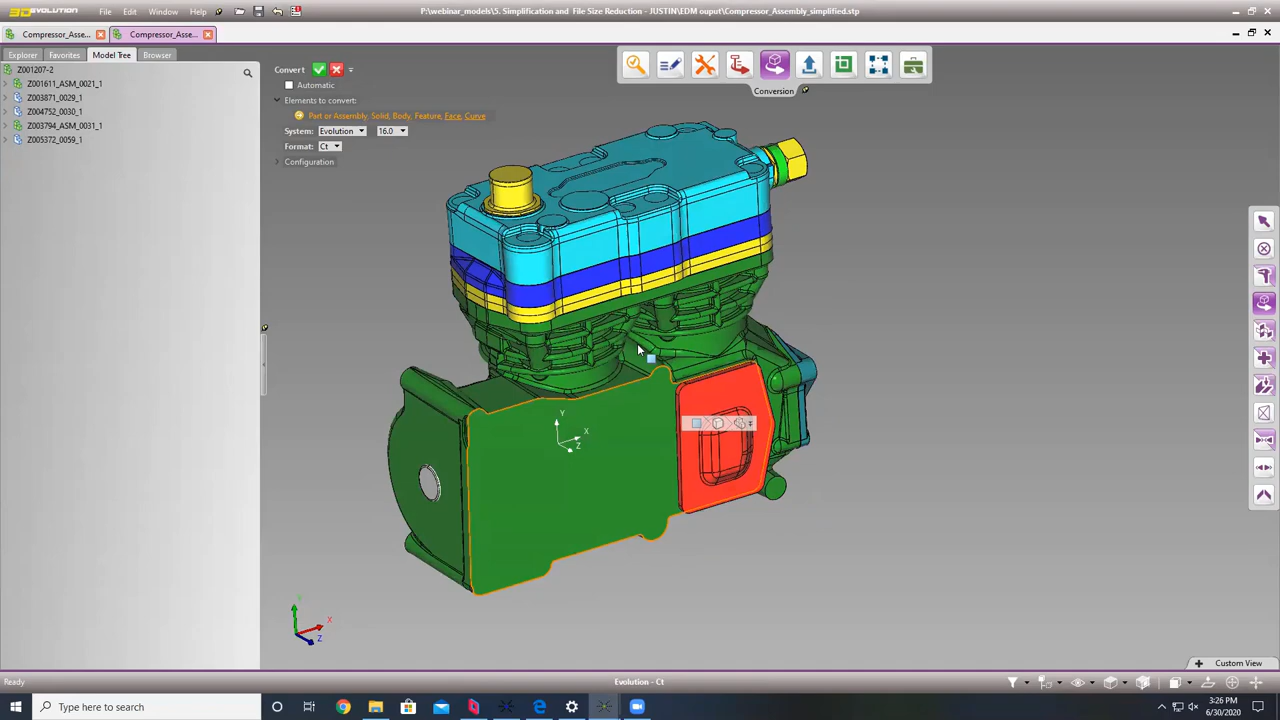 3DEVOLUTION File Edit Window Help P:\webinar_models\5. Simplification and File Size Reduction - JUSTIN\EDM ouput\Compressor_Assembly_simplified.stp
Compressor_Asse... Compressor_Asse...
Explorer Favorites Model Tree Browser
Z001207-2
Z001611_ASM_0021_1
Z003871_0029_1
Z004752_0030_1
Z003794_ASM_0031_1
Z005372_0059_1
Convert
Automatic
Elements to convert:
Part or Assembly, Solid, Body, Feature, Face, Curve
System: Evolution 16.0
Format: Ct
Configuration
Conversion
Y
X
Z
Y
X
Z
Custom View
Ready Evolution - Ct
Type here to search
3:26 PM
6/30/2020